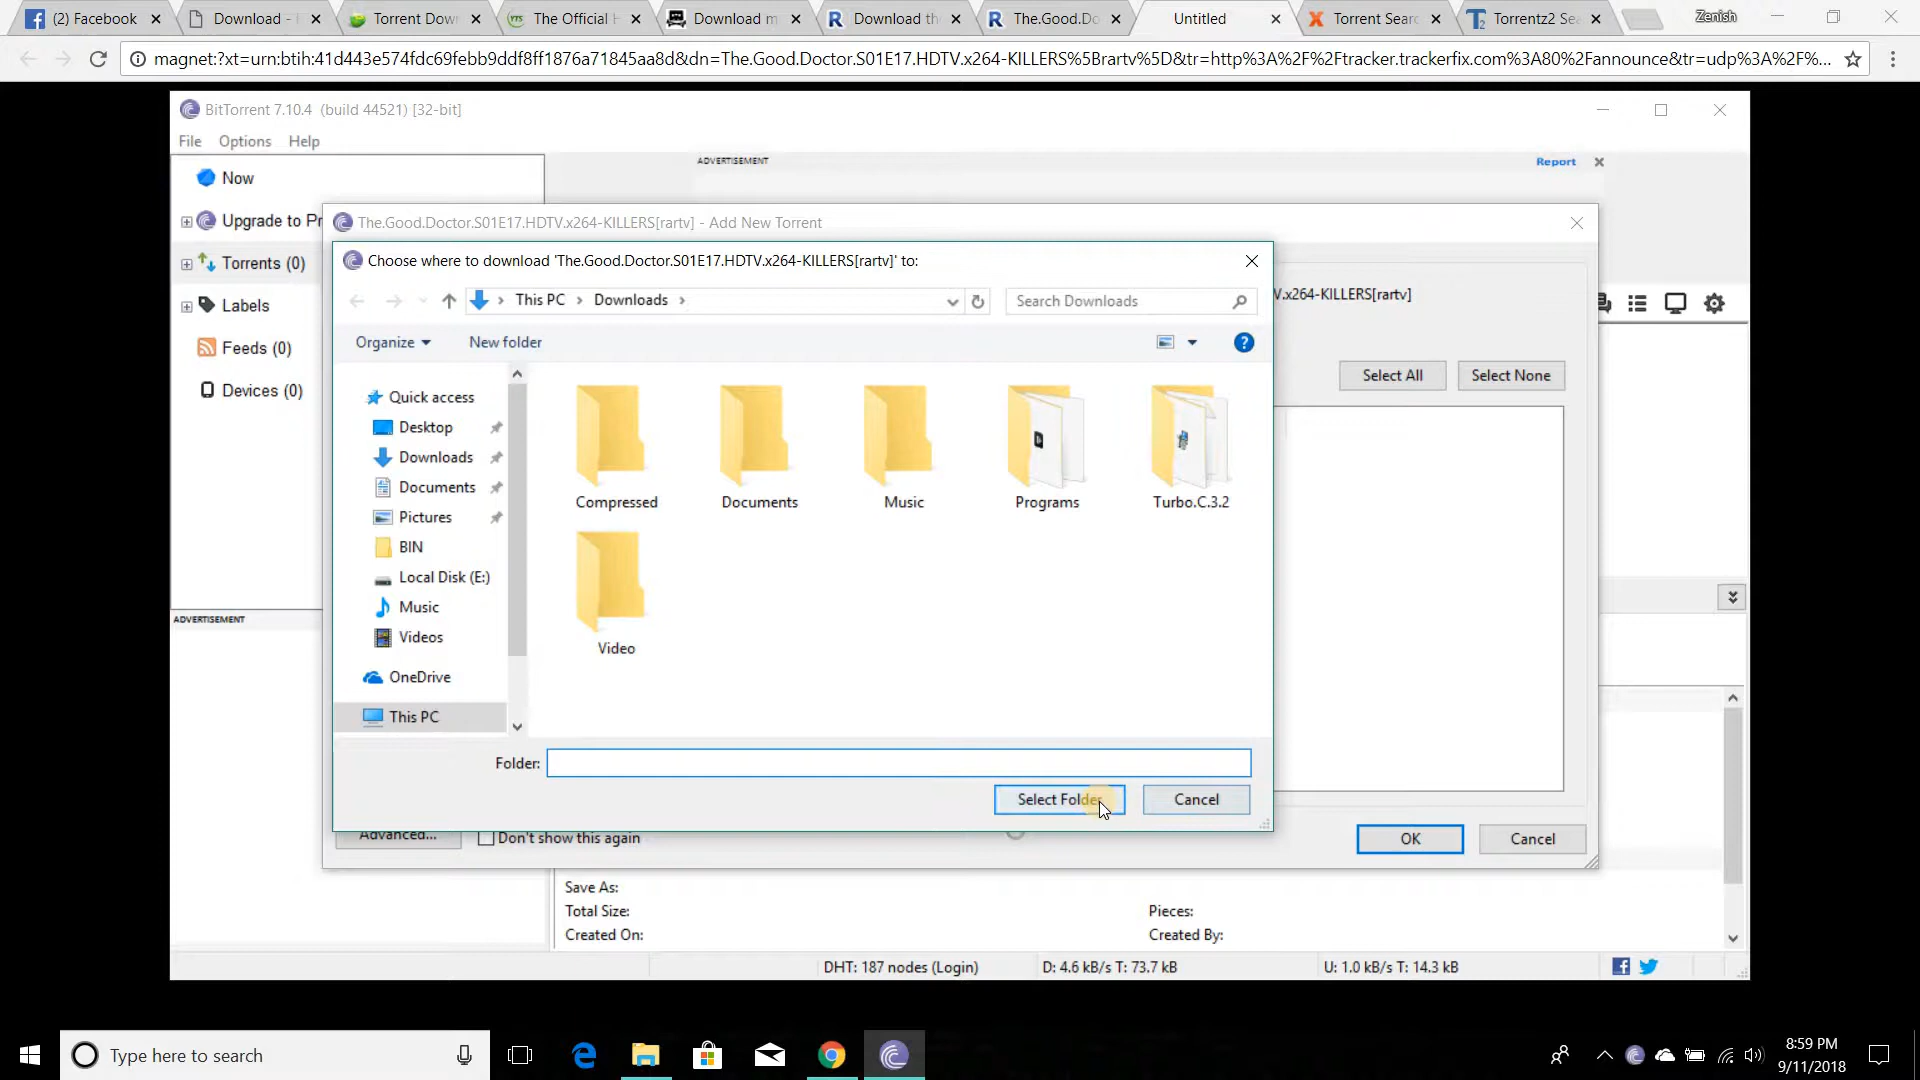 (2) Facebook
Download -
Torrent Dow
The Official H
Download m
Download th
The.Good.Do
Untitled
Torrent Sear
Torrentz2 Se
Zenish
magnet:?xt=urn:btih:41d443e574fdc69febb9ddf8ff1876a71845aa8d&dn=The.Good.Doctor.S01E17.HDTV.x264-KILLERS%5Brartv%5D&tr=http%3A%2F%2Ftracker.trackerfix.com%3A80%2Fannounce&tr=udp%3A%2F%...
BitTorrent 7.10.4 (build 44521) [32-bit]
File Options Help
ADVERTISEMENT
Report
Now
Upgrade to Pr
Torrents (0)
Labels
Feeds (0)
Devices (0)
ADVERTISEMENT
The.Good.Doctor.S01E17.HDTV.x264-KILLERS[rartv] - Add New Torrent
Choose where to download 'The.Good.Doctor.S01E17.HDTV.x264-KILLERS[rartv]' to:
This PC > Downloads >
Search Downloads
V.x264-KILLERS[rartv]
Organize
New folder
Select All
Select None
Quick access
Desktop
Downloads
Documents
Pictures
BIN
Local Disk (E:)
Music
Videos
OneDrive
This PC
Compressed
Documents
Music
Programs
Turbo.C.3.2
Video
Folder:
Select Folder
Cancel
Advanced...
Don't show this again
OK
Cancel
Save As:
Total Size:
Pieces:
Created On:
Created By:
DHT: 187 nodes (Login)
D: 4.6 kB/s T: 73.7 kB
U: 1.0 kB/s T: 14.3 kB
Type here to search
8:59 PM
9/11/2018